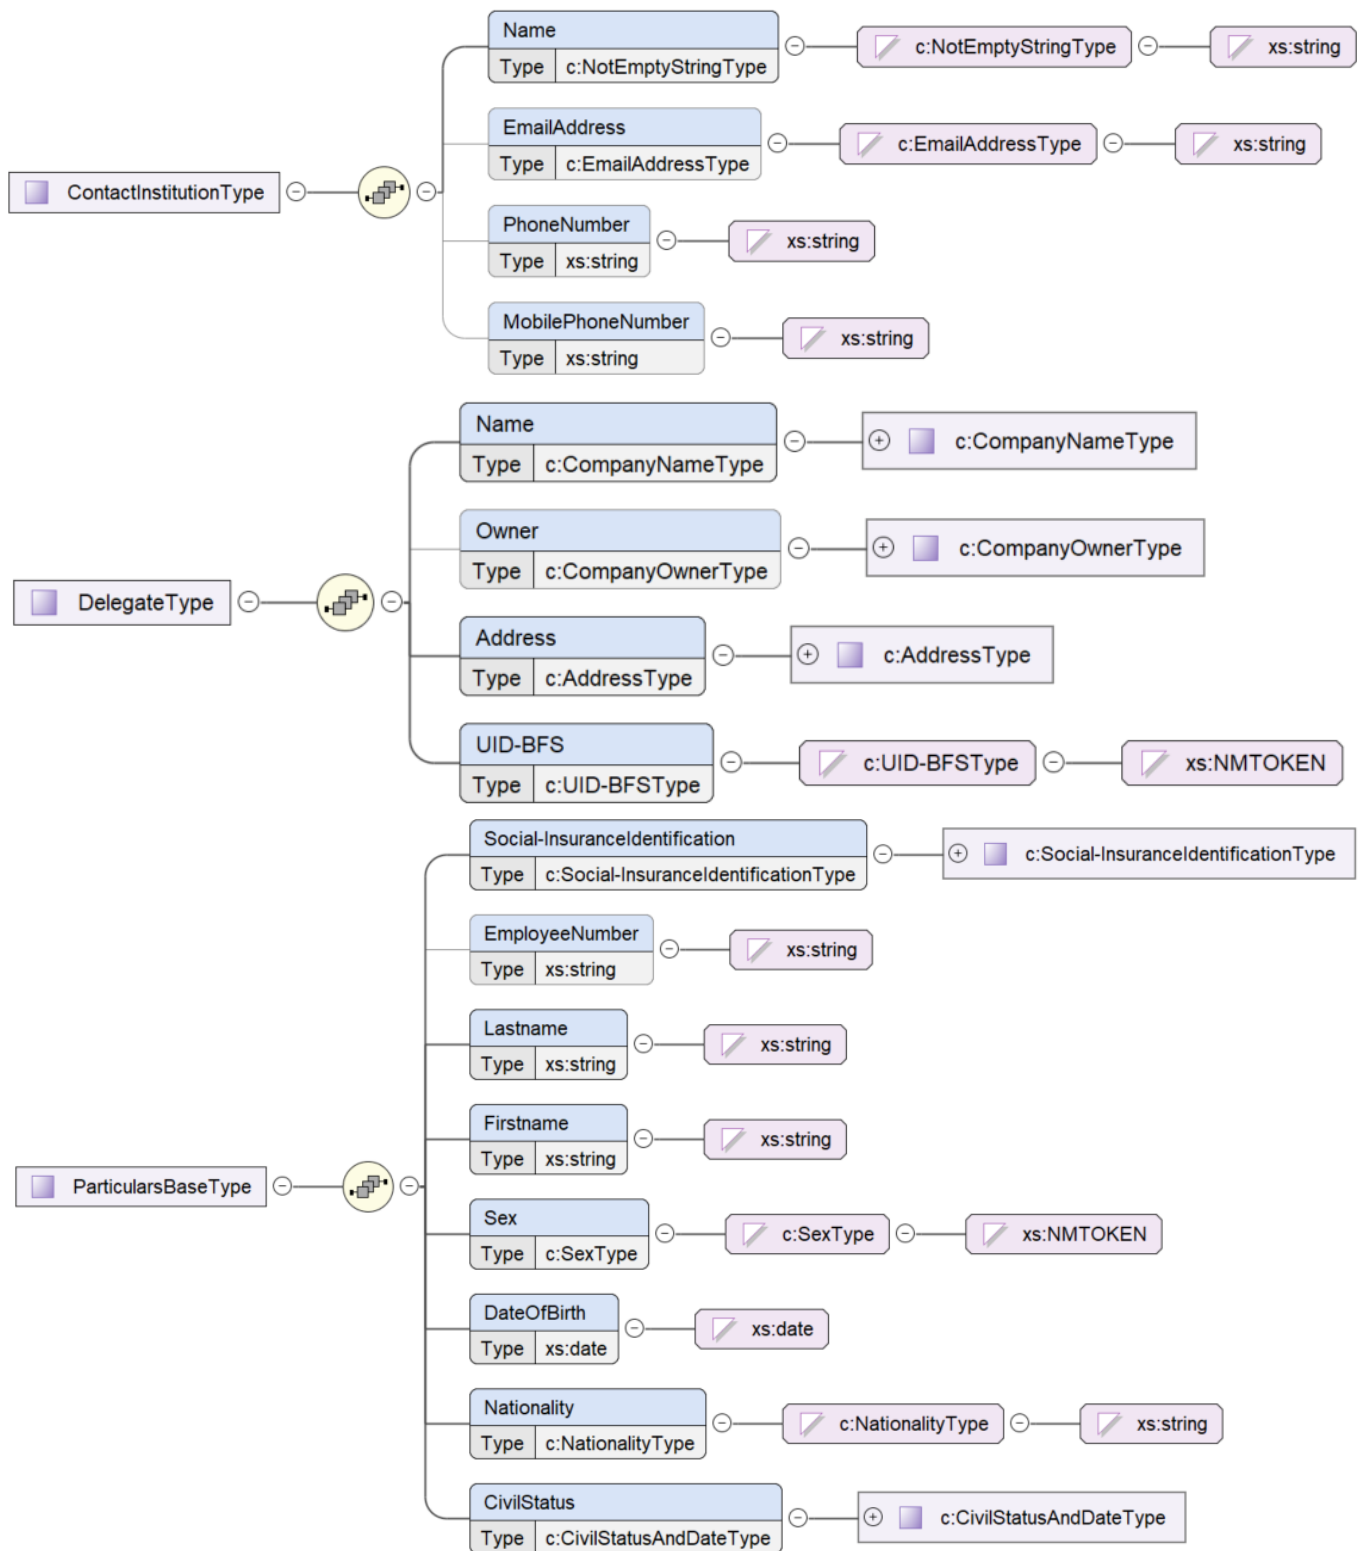 Name
Type c:NotEmptyStringType
c:NotEmptyStringType
xs:string
EmailAddress
Type c:EmailAddressType
c:EmailAddressType
xs:string
ContactInstitutionType
PhoneNumber
Type xs:string
xs:string
MobilePhoneNumber
Type xs:string
xs:string
Name
Type c:CompanyNameType
c:CompanyNameType
Owner
Type c:CompanyOwnerType
c:CompanyOwnerType
DelegateType
Address
Type c:AddressType
c:AddressType
UID-BFS
Type c:UID-BFSType
c:UID-BFSType
xs:NMTOKEN
Social-InsuranceIdentification
Type c:Social-InsuranceIdentificationType
c:Social-InsuranceIdentificationType
EmployeeNumber
Type xs:string
xs:string
Lastname
Type xs:string
xs:string
Firstname
Type xs:string
xs:string
ParticularsBaseType
Sex
Type c:SexType
c:SexType
xs:NMTOKEN
DateOfBirth
Type xs:date
xs:date
Nationality
Type c:NationalityType
c:NationalityType
xs:string
CivilStatus
Type c:CivilStatusAndDateType
c:CivilStatusAndDateType